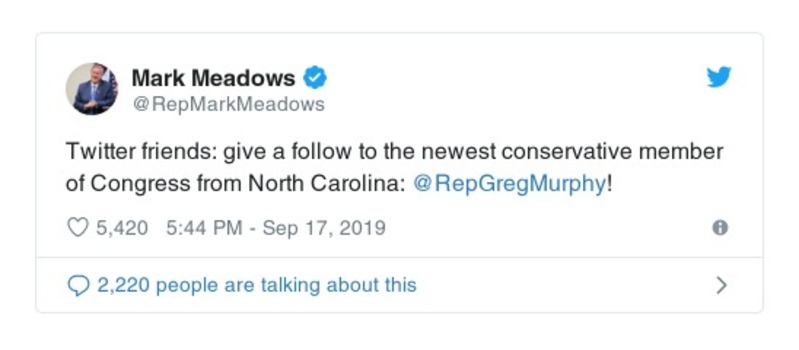 Mark Meadows
@RepMarkMeadows
Twitter friends: give a follow to the newest conservative member
of Congress from North Carolina: @RepGregMurphy!
5,420 5:44 PM - Sep 17, 2019
2,220 people are talking about this